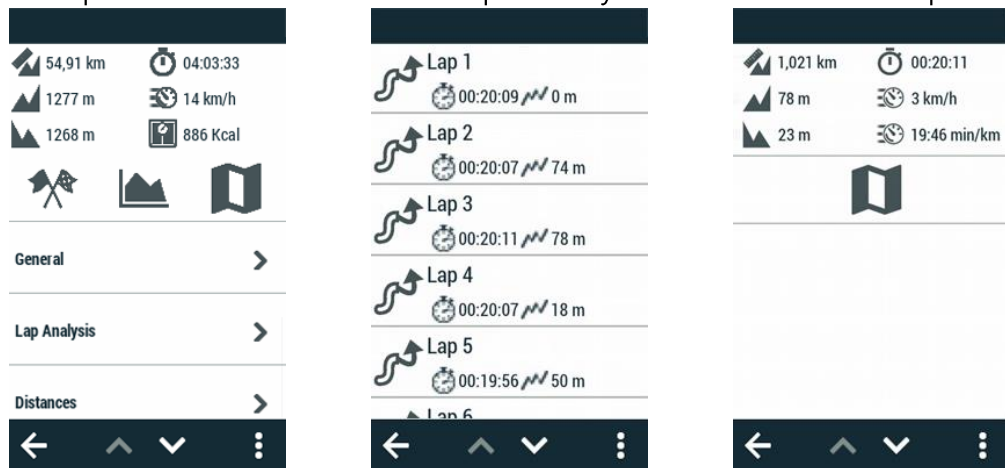 54,91 km 04:03:33
1277 m 14 km/h
1268 m 886 Kcal
General
Lap Analysis
Distances
Lap 1
00:20:09 0 m
Lap 2
00:20:07 74 m
Lap 3
00:20:11 78 m
Lap 4
00:20:07 18 m
Lap 5
00:19:56 50 m
Lap 6
1,021 km 00:20:11
78 m 3 km/h
23 m 19:46 min/km